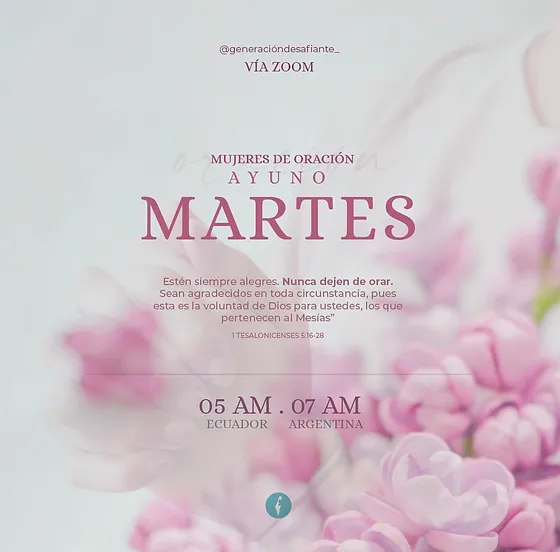 @generacióndesafiante_
VÍA ZOOM
oración
MUJERES DE ORACIÓN
AYUNO
MARTES
Estén siempre alegres. Nunca dejen de orar.
Sean agradecidos en toda circunstancia, pues
esta es la voluntad de Dios para ustedes, los que
pertenecen al Mesías”
1 TESALONICENSES 5:16-28
05 AM . 07 AM
ECUADOR ARGENTINA